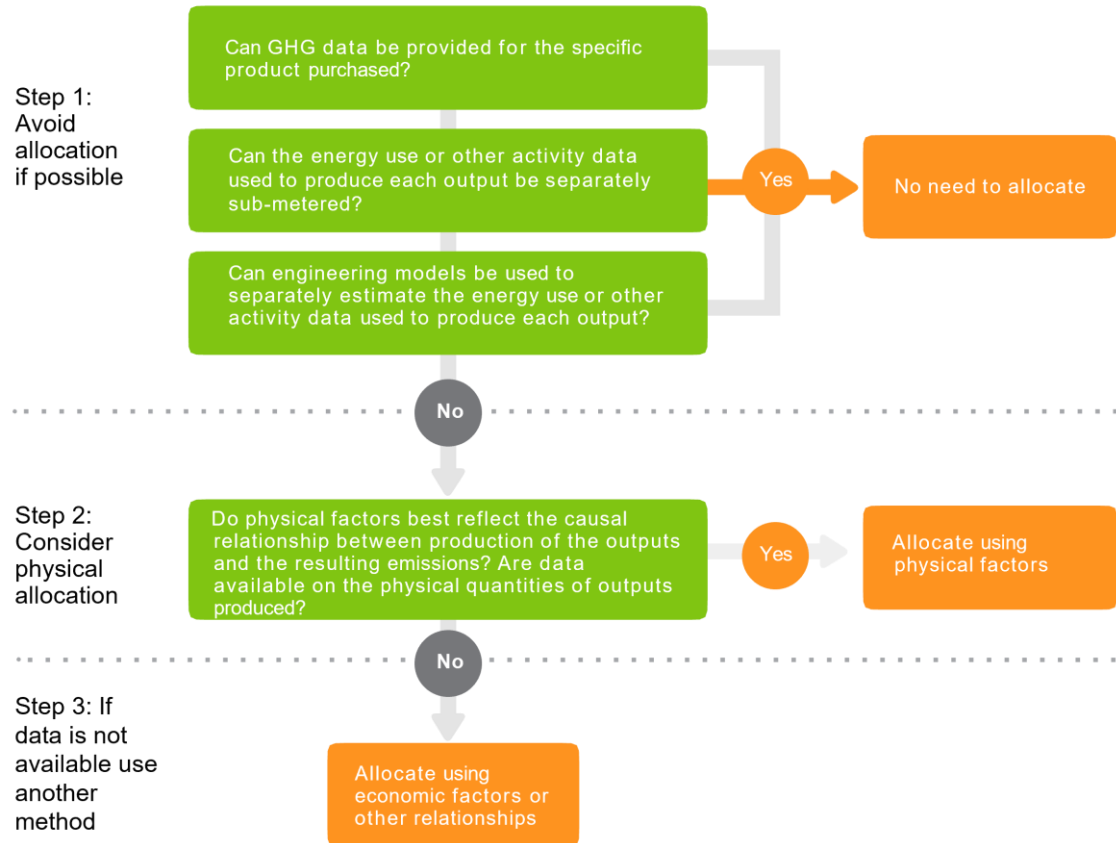 Can GHG data be provided for the specific
product purchased?
Step 1:
Avoid
allocation
if possible
Can the energy use or other activity data
used to produce each output be separately
sub-metered?
Yes
No need to allocate
Can engineering models be used to
separately estimate the energy use or other
activity data used to produce each output?
No
Step 2:
Consider
physical
allocation
Do physical factors best reflect the causal
relationship between production of the outputs
and the resulting emissions? Are data
available on the physical quantities of outputs
produced?
Yes
Allocate using
physical factors
No
Step 3: If
data is not
available use
another
method
Allocate using
economic factors or
other relationships